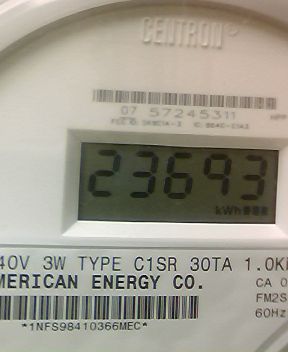 CENTRON®
07 57245311
23693
kWh
40V 3W TYPE C1SR 30TA 1.0K
MERICAN ENERGY CO.
CA 0
FM2S
60Hz
*1NFS98410366MEC*